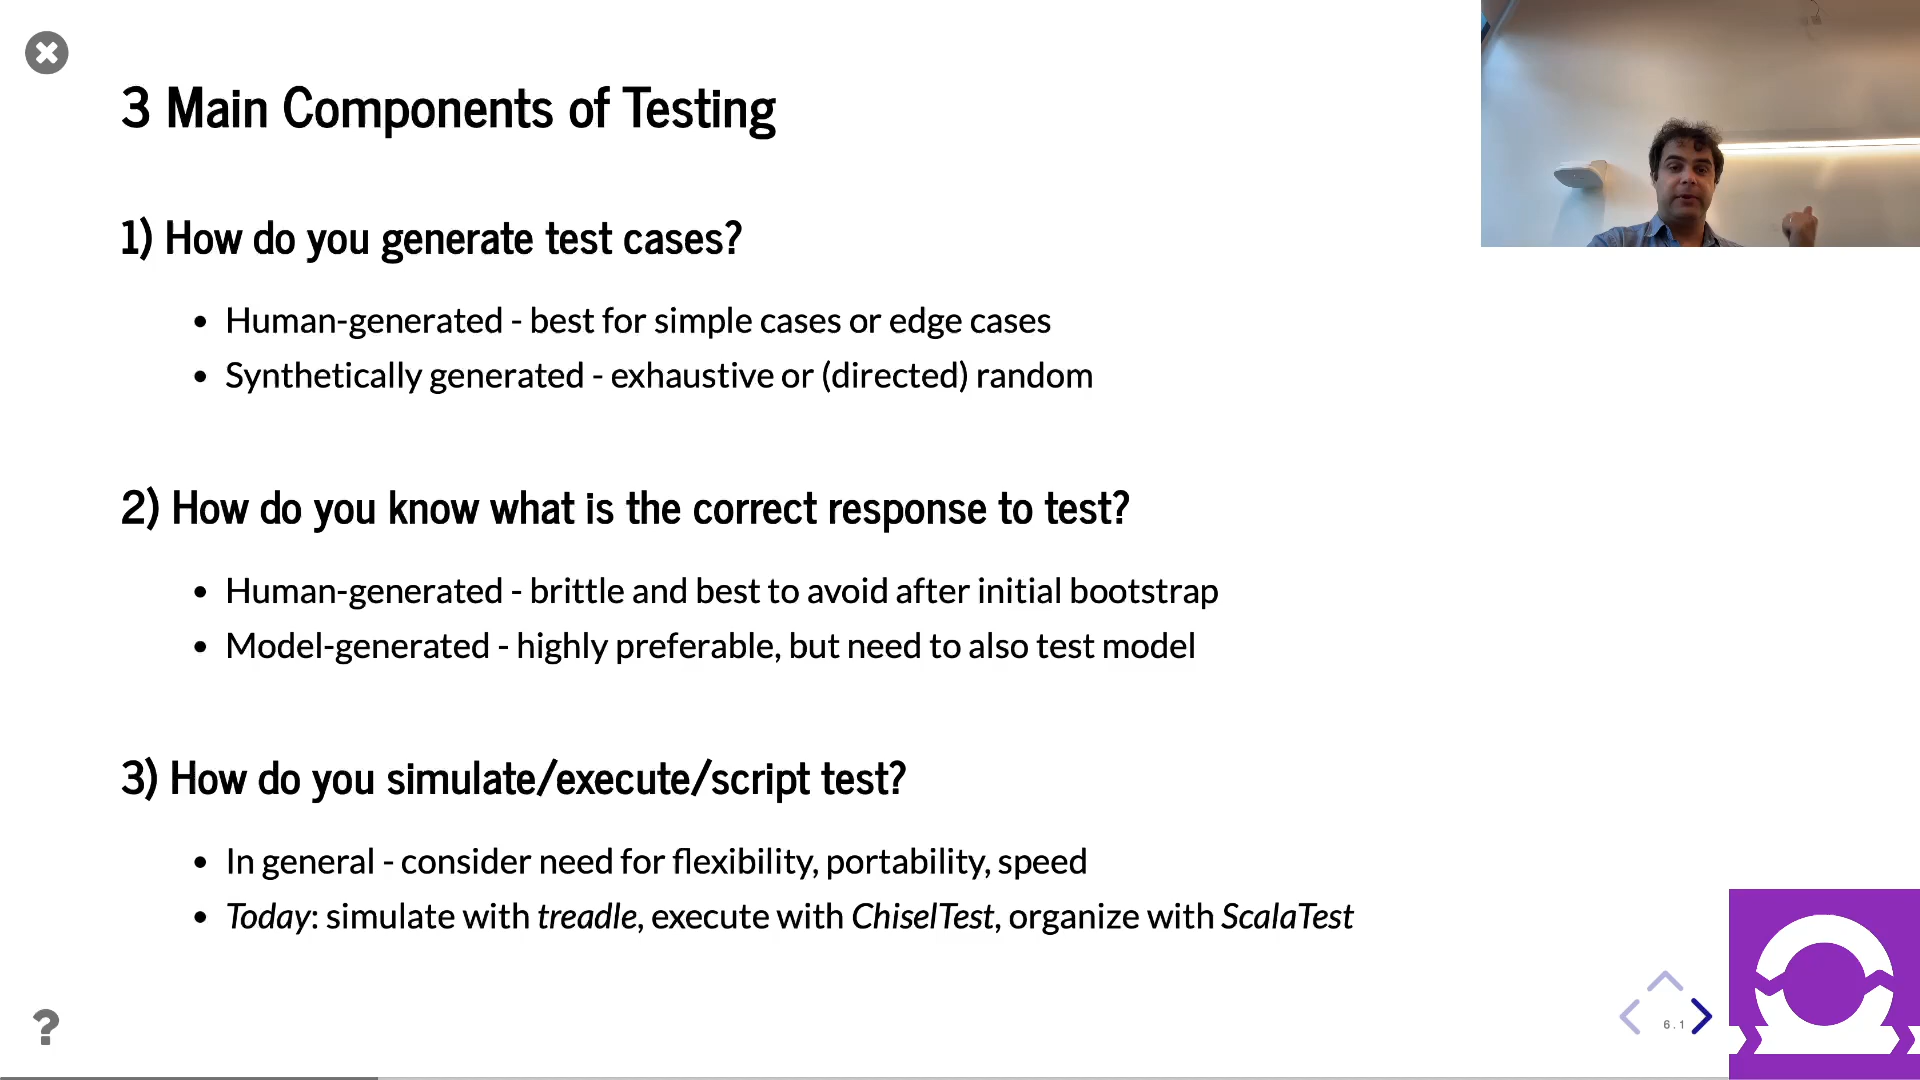 3 Main Components of Testing
1) How do you generate test cases?
Human-generated - best for simple cases or edge cases
Synthetically generated - exhaustive or (directed) random
2) How do you know what is the correct response to test?
Human-generated - brittle and best to avoid after initial bootstrap
Model-generated - highly preferable, but need to also test model
3) How do you simulate/execute/script test?
In general - consider need for flexibility, portability, speed
Today: simulate with treadle, execute with ChiselTest, organize with ScalaTest
?
6.1